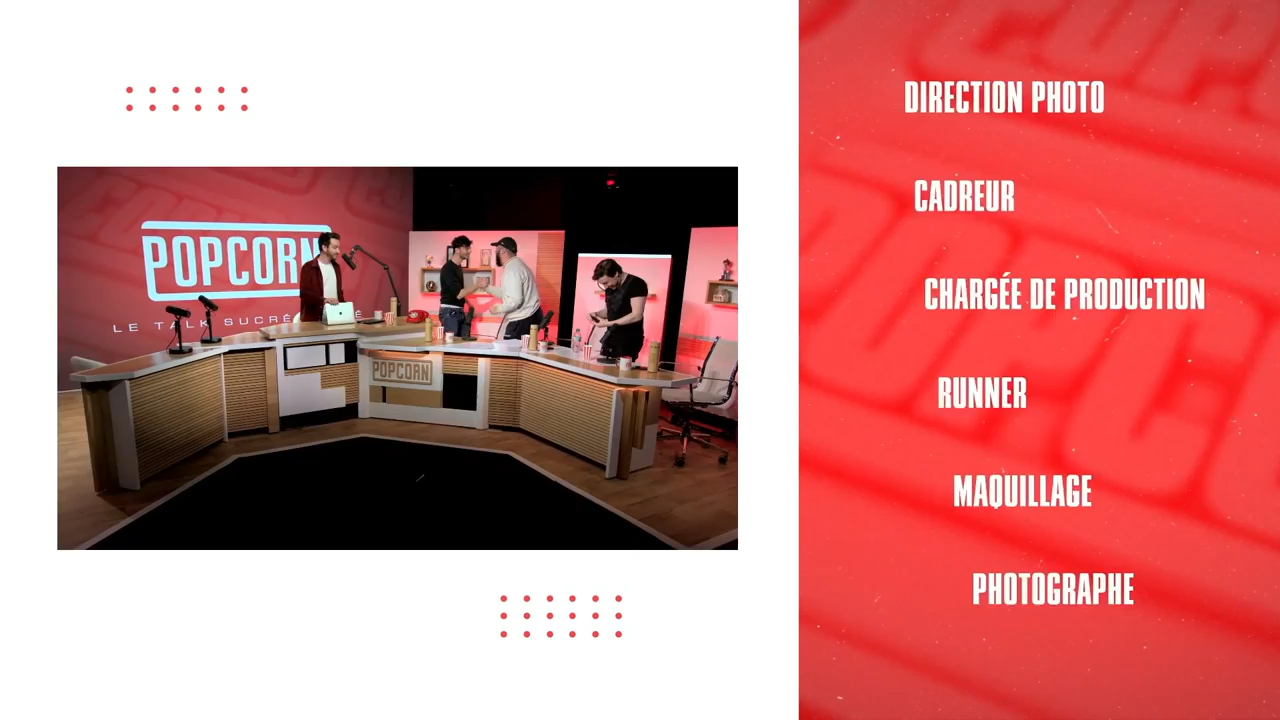 POPCORN
LE TALK SUCRÉ
POPCORN
DIRECTION PHOTO
CADREUR
CHARGÉE DE PRODUCTION
RUNNER
MAQUILLAGE
PHOTOGRAPHE